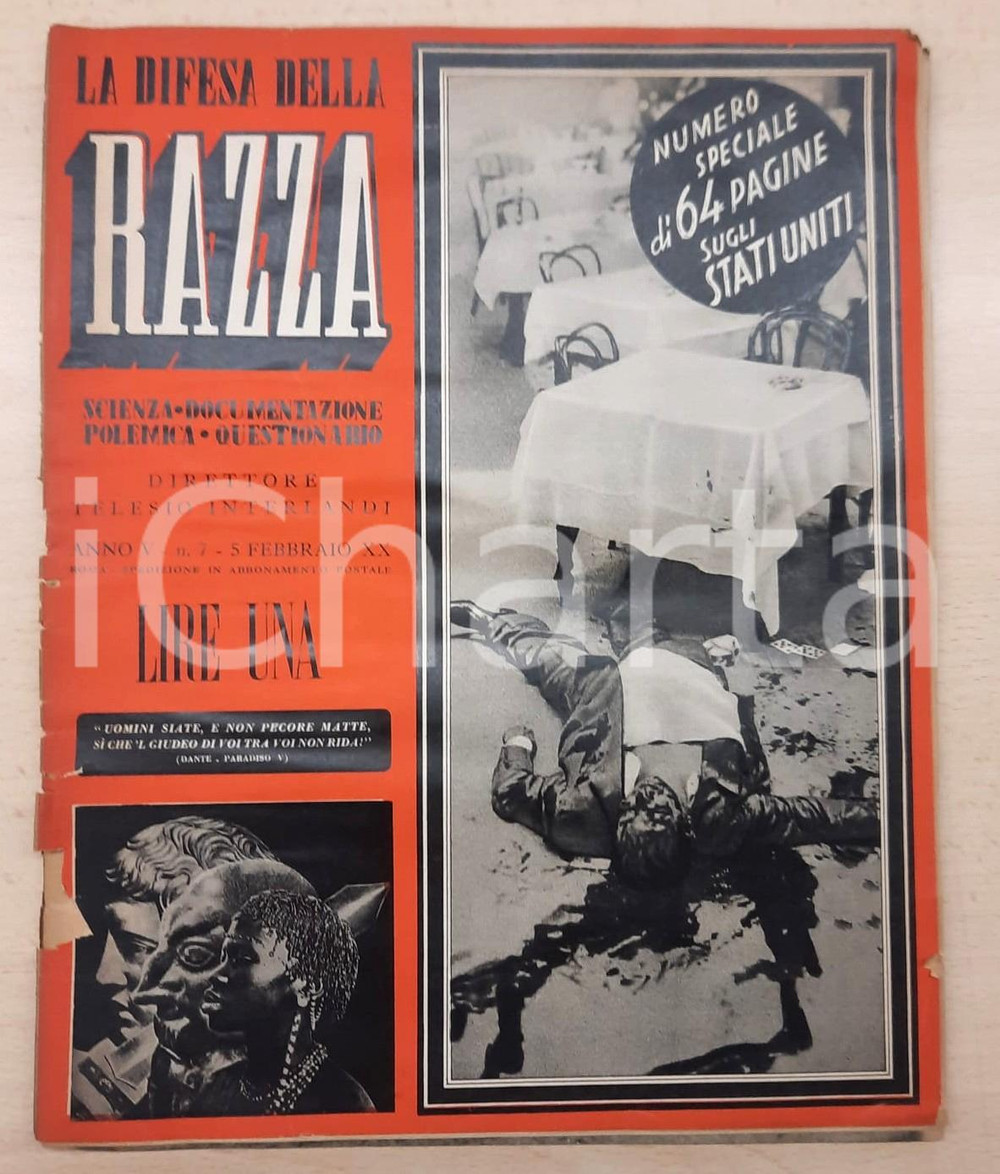 LA DIFESA DELLA
RAZZA
SCIENZA•DOCUMENTAZIONE
POLEMICA•QUESTIONARIO
DIRETTORE
TELESIO INTERLANDI
ANNO V - n. 7 - 5 FEBBRAIO XX
ROMA - SPEDIZIONE IN ABBONAMENTO POSTALE
LIRE UNA
"UOMINI SIATE, E NON PECORE MATTE,
SÌ CHE 'L GIUDEO DI VOI TRA VOI NON RIDA!"
(DANTE - PARADISO V)
NUMERO
SPECIALE
di 64 PAGINE
SUGLI
STATI UNITI
iCharta